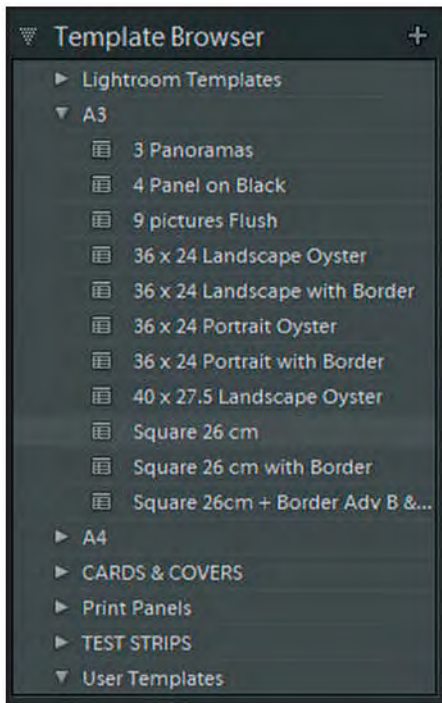 Template Browser
Lightroom Templates
A3
3 Panoramas
4 Panel on Black
9 pictures Flush
36 x 24 Landscape Oyster
36 x 24 Landscape with Border
36 x 24 Portrait Oyster
36 x 24 Portrait with Border
40 x 27.5 Landscape Oyster
Square 26 cm
Square 26 cm with Border
Square 26cm + Border Adv B &...
A4
CARDS & COVERS
Print Panels
TEST STRIPS
User Templates